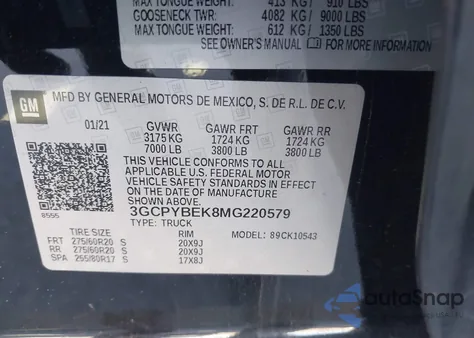 MAX TONGUE WEIGHT: 413 KG / 910 LBS
GOOSENECK TWR: 4082 KG / 9000 LBS
MAX TONGUE WEIGHT: 612 KG / 1350 LBS
SEE OWNER'S MANUAL FOR MORE INFORMATION
GM MFD BY GENERAL MOTORS DE MEXICO, S. DE R.L. DE C.V.
01/21 GVWR GAWR FRT GAWR RR
3175 KG 1724 KG 1724 KG
7000 LB 3800 LB 3800 LB
THIS VEHICLE CONFORMS TO ALL
APPLICABLE U.S. FEDERAL MOTOR
VEHICLE SAFETY STANDARDS IN
EFFECT ON THE DATE OF
MANUFACTURE SHOWN ABOVE.
3GCPYBEK8MG220579
8555 TYPE: TRUCK
TIRE SIZE RIM 89CK10543
FRT 275/60R20 S 20X9J
RR 275/60R20 S 20X9J
SPA 255/80R17 S 17X8J
autoSnap